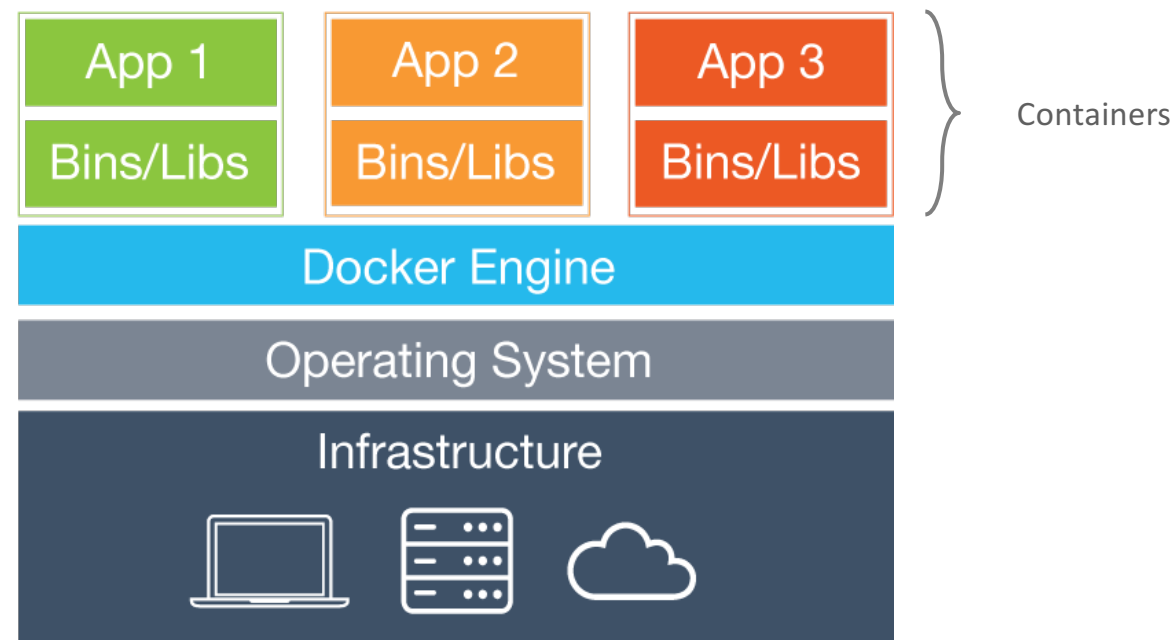 App 1
App 2
App 3
Containers
Bins/Libs
Bins/Libs
Bins/Libs
Docker Engine
Operating System
Infrastructure